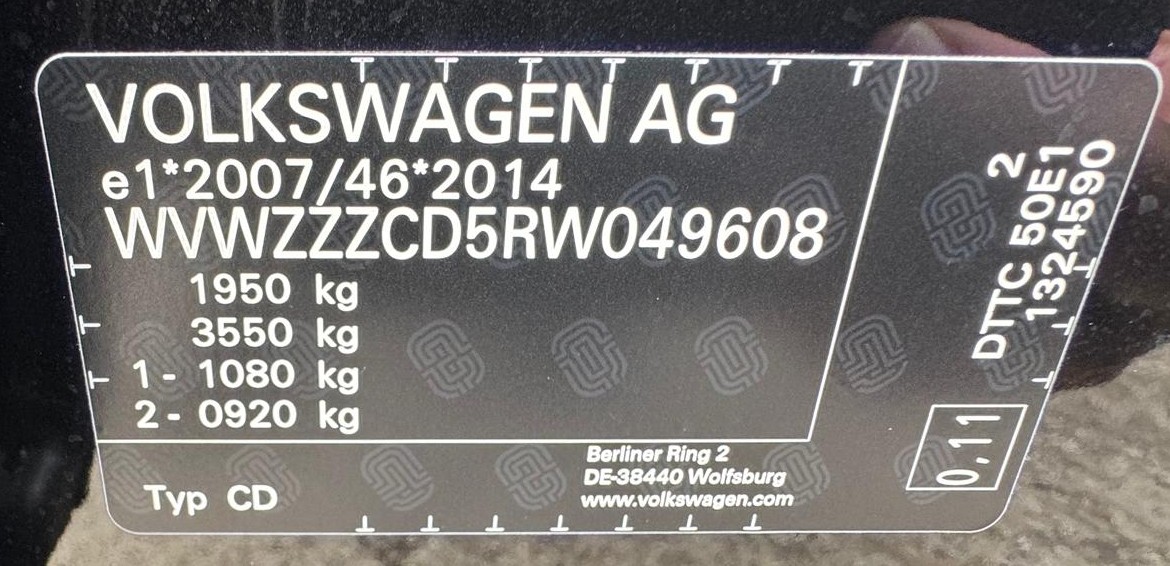 VOLKSWAGEN AG
e1*2007/46*2014
WVWZZZCD5RW049608
1950 kg
3550 kg
1- 1080 kg
2- 0920 kg
Typ CD
Berliner Ring 2
DE-38440 Wolfsburg
www.volkswagen.com
2
DTTC 50E1
1324590
0,11